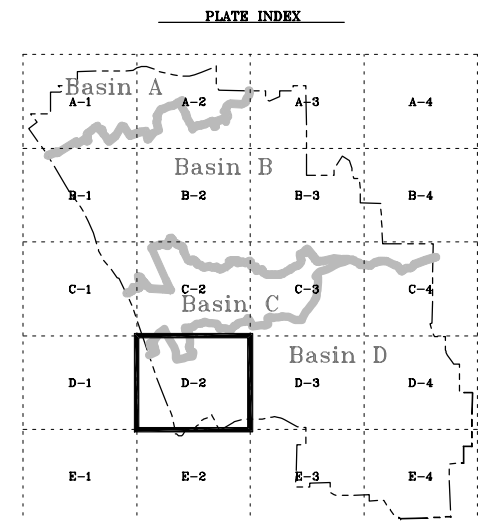 PLATE INDEX
Basin A
A-1 A-2 A-3 A-4
Basin B
B-1 B-2 B-3 B-4
C-1 C-2 C-3 C-4
Basin C
Basin D
D-1 D-2 D-3 D-4
E-1 E-2 E-3 E-4